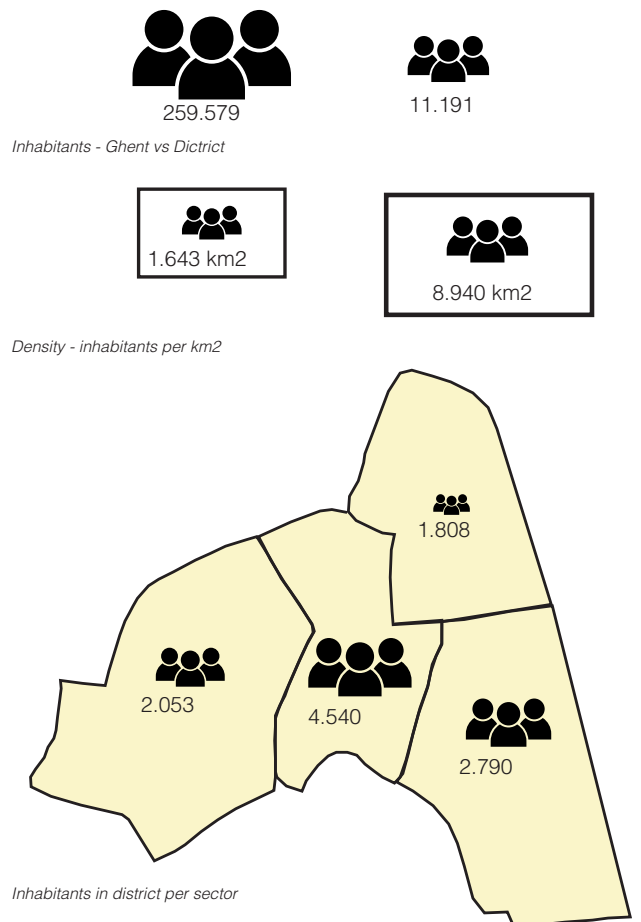 259.579
11.191
Inhabitants - Ghent vs Dictrict
1.643 km2
8.940 km2
Density - inhabitants per km2
1.808
2.053
4.540
2.790
Inhabitants in district per sector